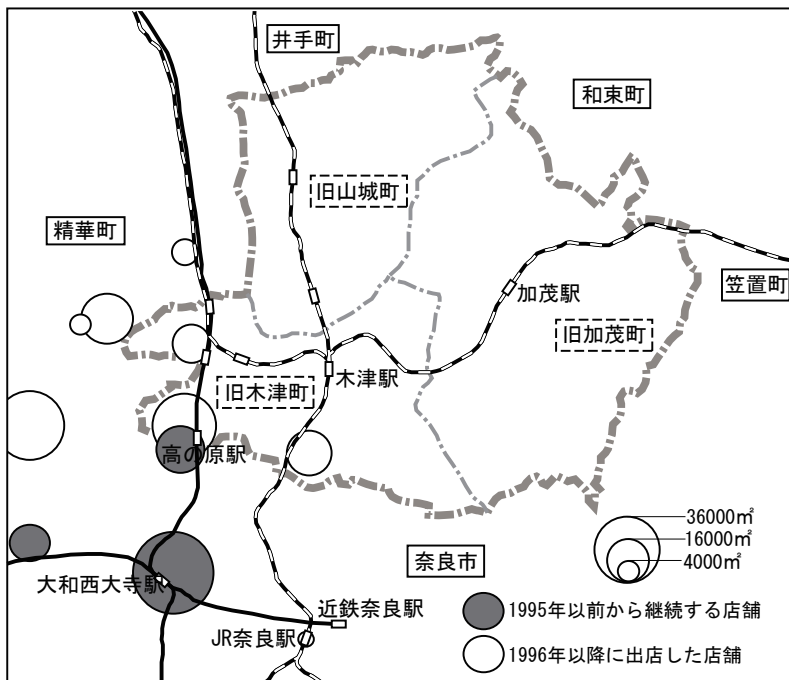 井手町
和束町
旧山城町
精華町
加茂駅
笠置町
旧加茂町
木津駅
旧木津町
高の原駅
36000㎡
16000㎡
4000㎡
奈良市
大和西大寺駅
近鉄奈良駅
1995年以前から継続する店舗
JR奈良駅
1996年以降に出店した店舗